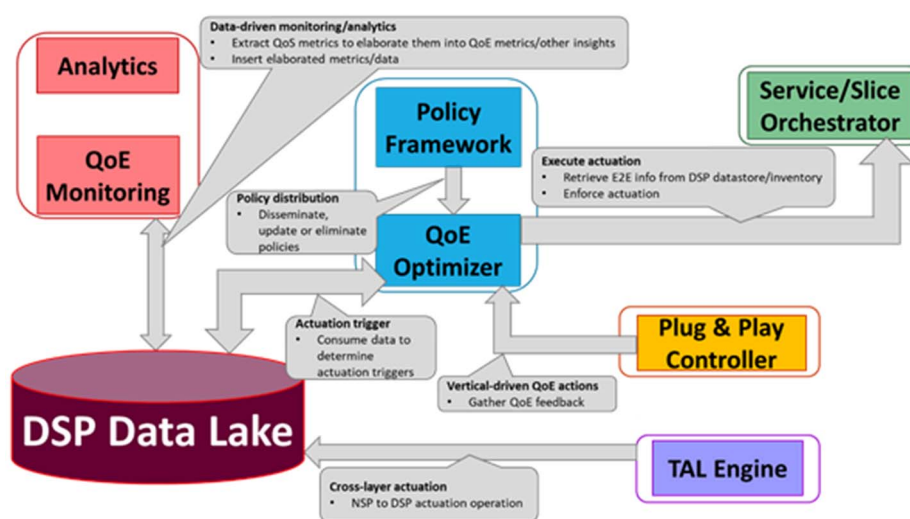 Data-driven monitoring/analytics
▪ Extract QoS metrics to elaborate them into QoE metrics/other insights
▪ Insert elaborated metrics/data
Analytics
QoE
Monitoring
Policy
Framework
Service/Slice
Orchestrator
Execute actuation
▪ Retrieve E2E info from DSP datastore/inventory
▪ Enforce actuation
Policy distribution
▪ Disseminate,
update or eliminate
policies
QoE
Optimizer
Actuation trigger
▪ Consume data to
determine
actuation triggers
Plug & Play
Controller
Vertical-driven QoE actions
▪ Gather QoE feedback
DSP Data Lake
TAL Engine
Cross-layer actuation
▪ NSP to DSP actuation operation